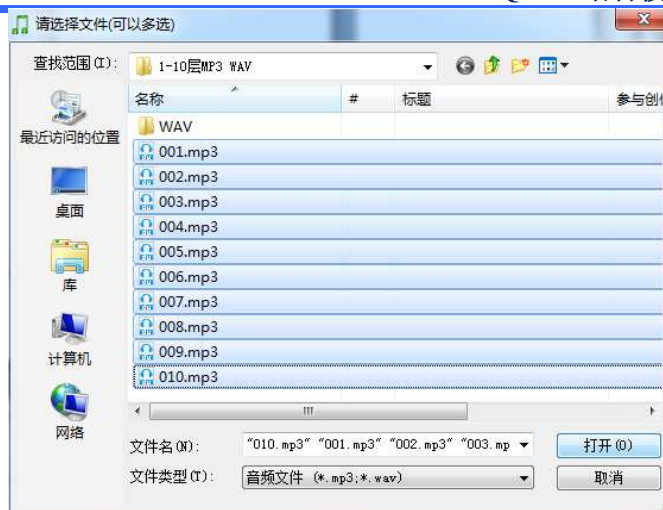 请选择文件(可以多选)
查找范围(I):
1-10层MP3 WAV
名称 # 标题 参与创
WAV
001.mp3
002.mp3
003.mp3
004.mp3
005.mp3
006.mp3
007.mp3
008.mp3
009.mp3
010.mp3
最近访问的位置
桌面
库
计算机
网络
文件名(N):
"010.mp3" "001.mp3" "002.mp3" "003.mp
打开(O)
文件类型(T):
音频文件 (*.mp3;*.wav)
取消